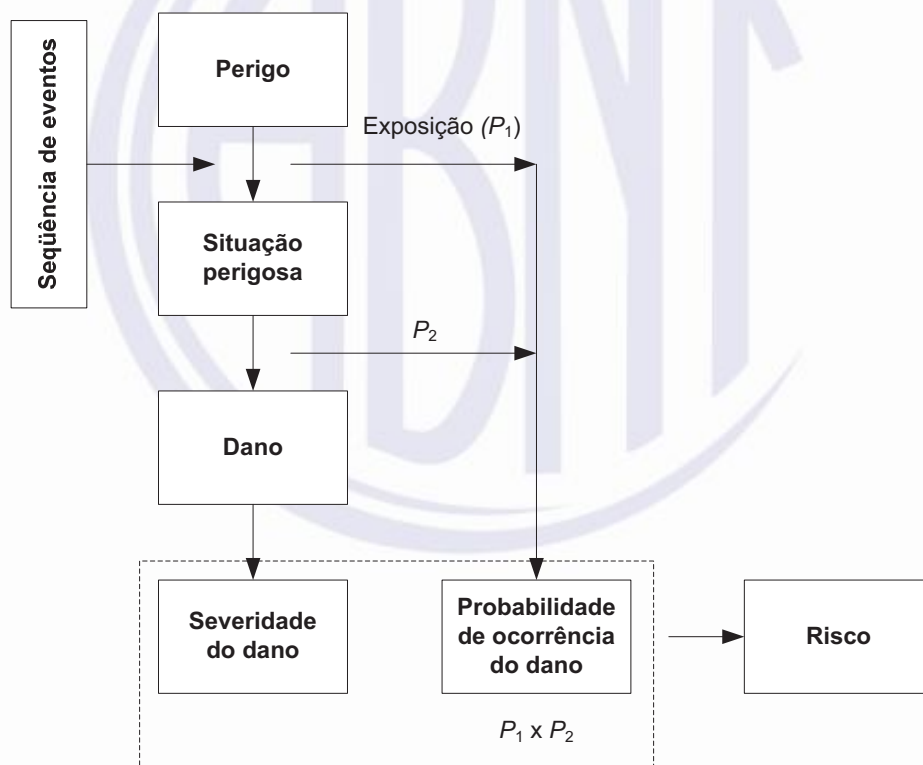 Perigo
Seqüência de eventos
Exposição (P1)
Situação
perigosa
P2
Dano
Severidade
do dano
Probabilidade
de ocorrência
do dano
Risco
P1 x P2
ABNT